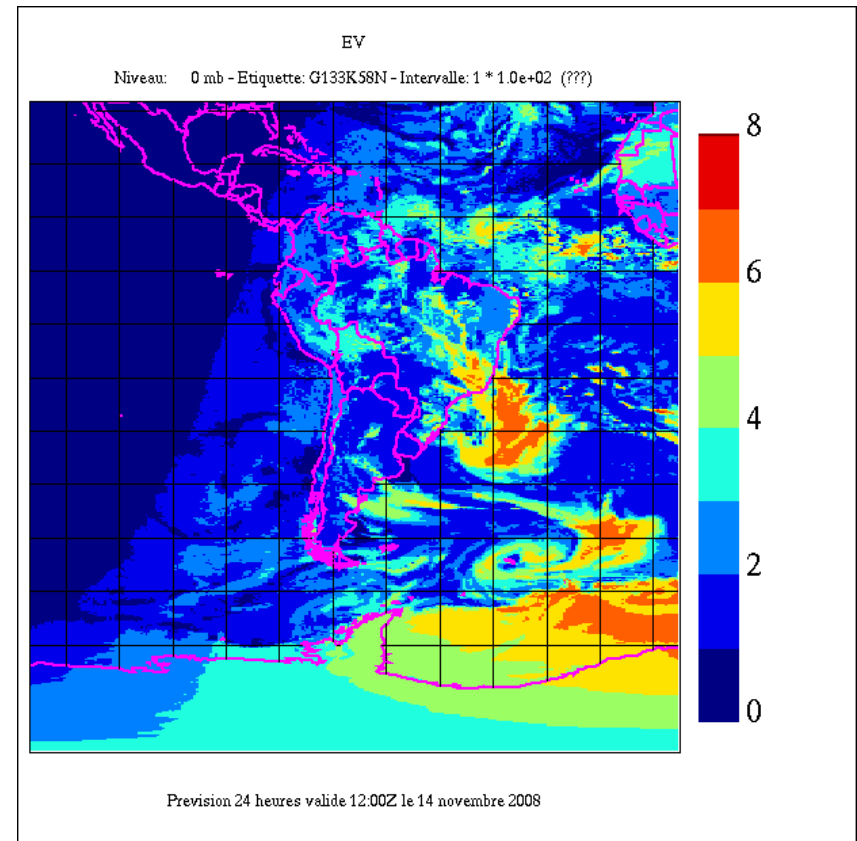 EV
Niveau: 0 mb - Etiquette: G133K58N - Intervalle: 1 * 1.0e+02 (???)
8
6
4
2
0
Prevision 24 heures valide 12:00Z le 14 novembre 2008